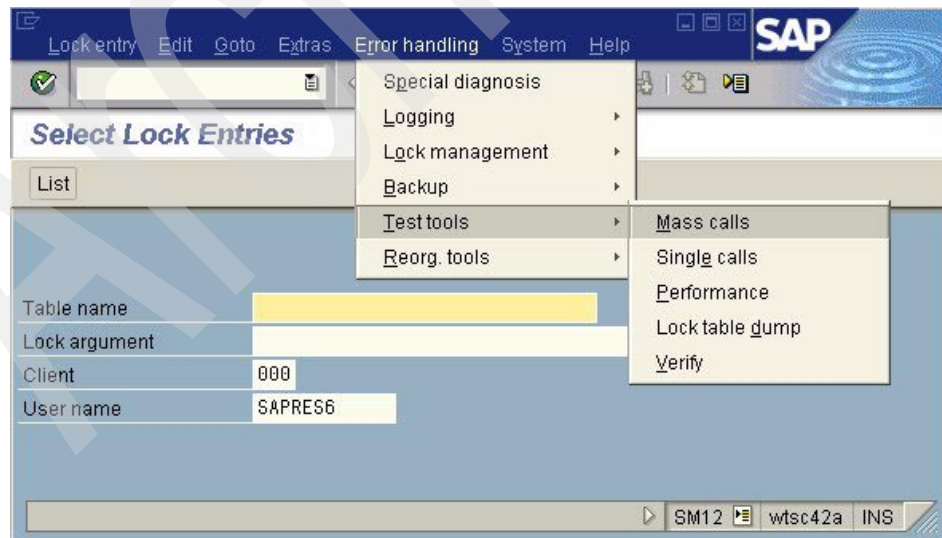 Lock entry Edit Goto Extras Error handling System Help
SAP
Special diagnosis
Logging
Select Lock Entries
Lock management
List
Backup
Test tools
Mass calls
Reorg. tools
Single calls
Performance
Table name
Lock table dump
Lock argument
Verify
Client 000
User name SAPRES6
SM12 wtsc42a INS